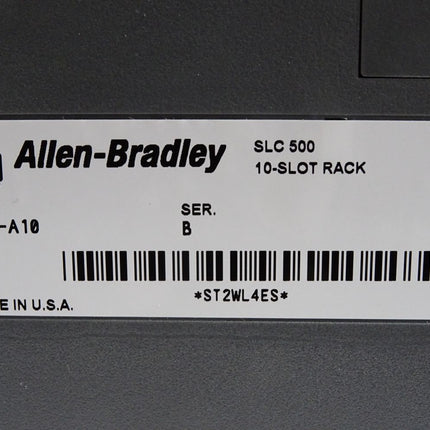 Allen-Bradley
SLC 500
10-SLOT RACK
-A10
SER.
B
*ST2WL4ES*
E IN U.S.A.